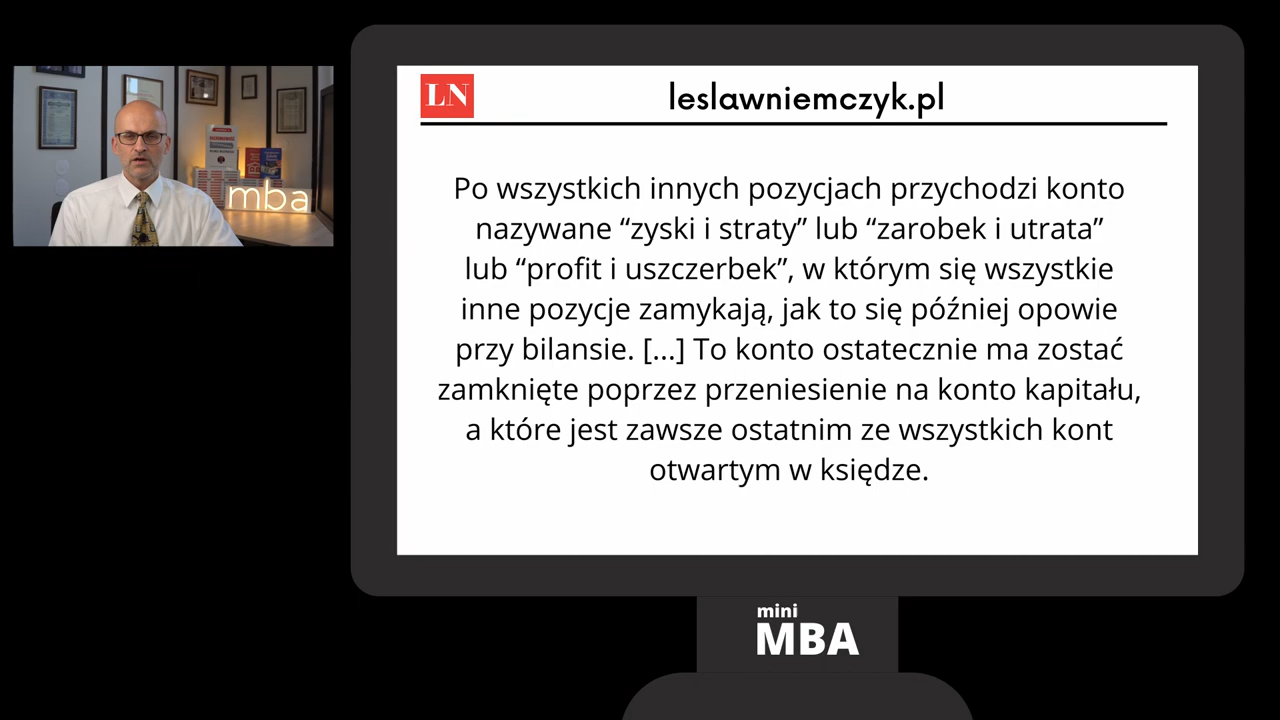 mba
LN
leslawniemczyk.pl
Po wszystkich innych pozycjach przychodzi konto
nazywane “zyski i straty” lub “zarobek i utrata”
lub “profit i uszczerbek”, w którym się wszystkie
inne pozycje zamykają, jak to się później opowie
przy bilansie. [...] To konto ostatecznie ma zostać
zamknięte poprzez przeniesienie na konto kapitału,
a które jest zawsze ostatnim ze wszystkich kont
otwartym w księdze.
mini
MBA